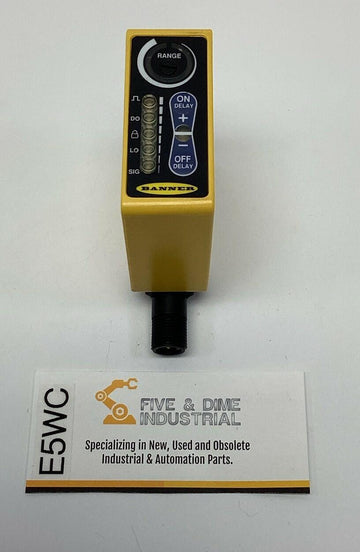 RANGE
ON
DELAY
+
DO
LO
SIG
−
OFF
DELAY
BANNER
E5WC
FIVE & DIME
INDUSTRIAL
Specializing in New, Used and Obsolete
Industrial & Automation Parts.